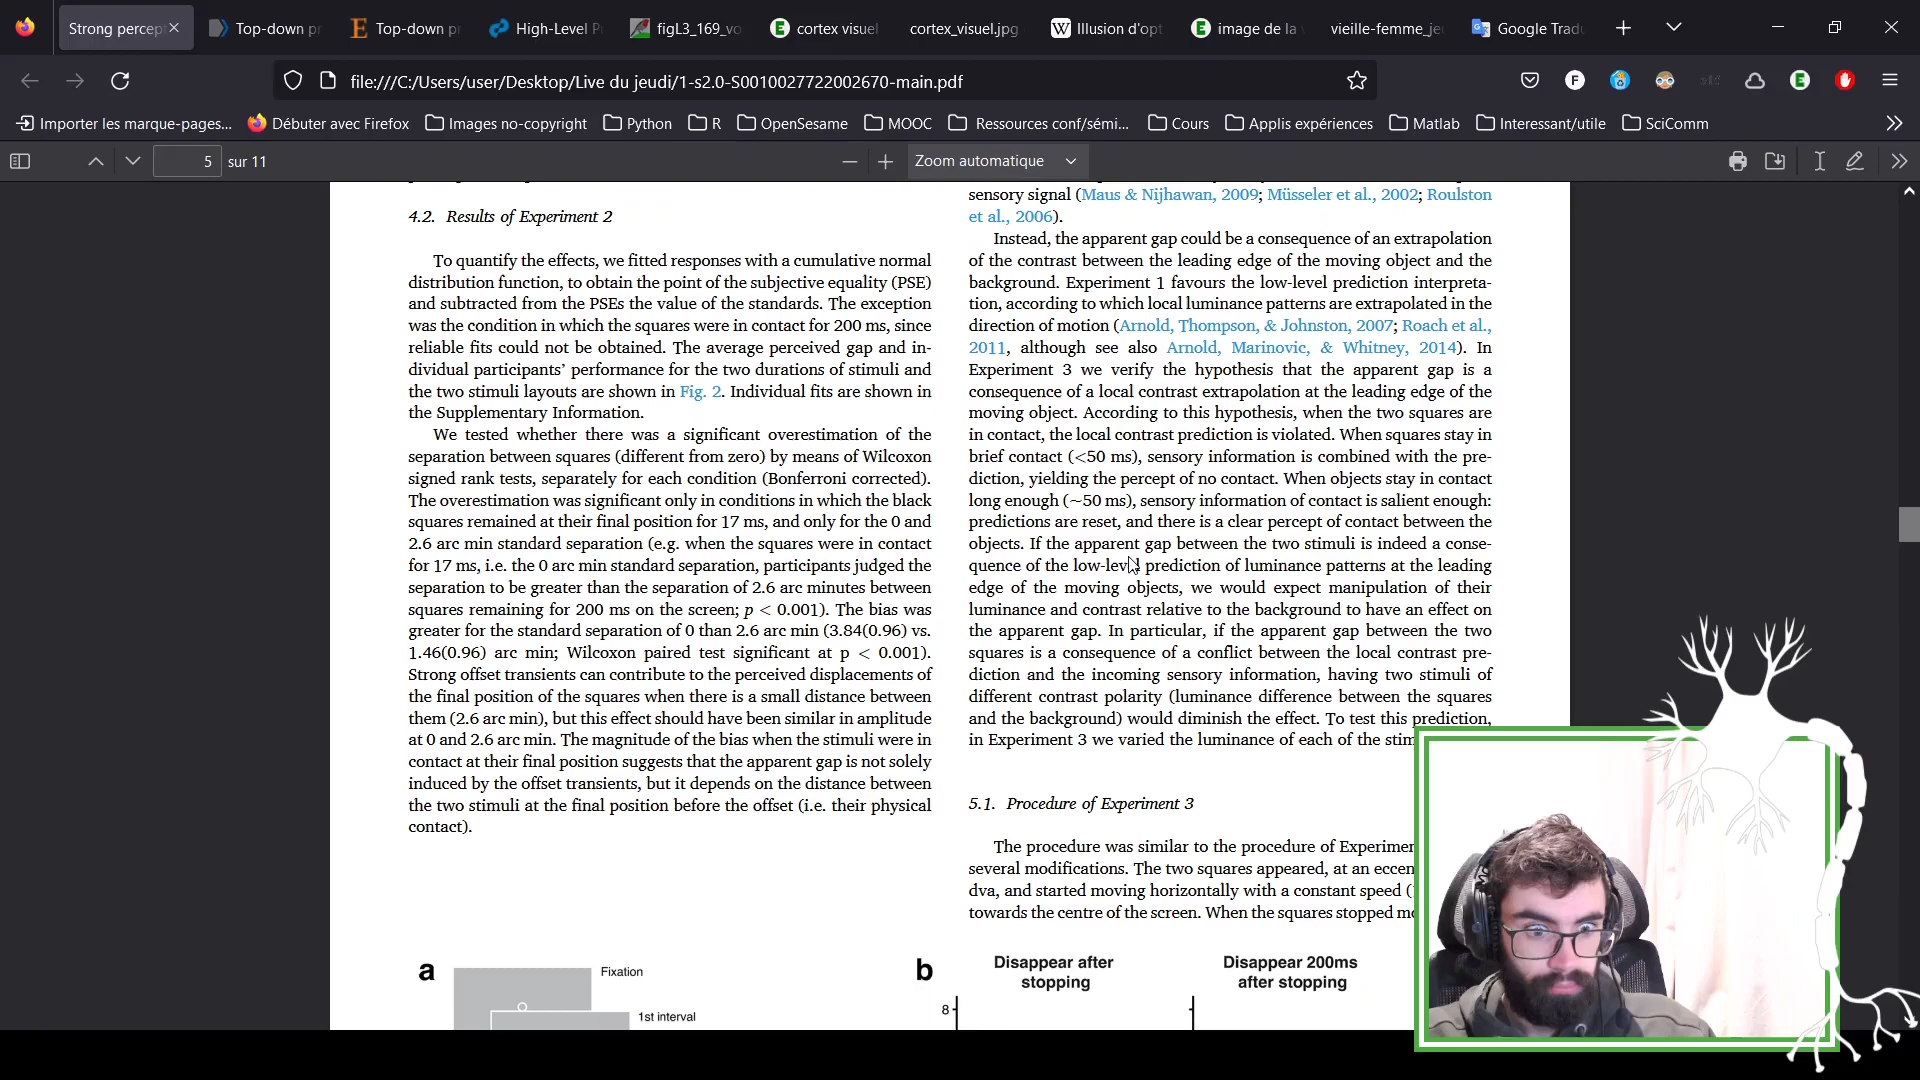 Strong percept
Top-down pr
Top-down pr
High-Level P
figL3_169_vo
cortex visuel
cortex_visuel.jpg
Illusion d'opt
image de la v
vieille-femme_jeu
Google Tradu
file:///C:/Users/user/Desktop/Live du jeudi/1-s2.0-S0010027722002670-main.pdf
Importer les marque-pages...
Débuter avec Firefox
Images no-copyright
Python
R
OpenSesame
MOOC
Ressources conf/sémi...
Cours
Applis expériences
Matlab
Interessant/utile
SciComm
5 sur 11
Zoom automatique
4.2. Results of Experiment 2
To quantify the effects, we fitted responses with a cumulative normal
distribution function, to obtain the point of the subjective equality (PSE)
and subtracted from the PSEs the value of the standards. The exception
was the condition in which the squares were in contact for 200 ms, since
reliable fits could not be obtained. The average perceived gap and in-
dividual participants' performance for the two durations of stimuli and
the two stimuli layouts are shown in Fig. 2. Individual fits are shown in
the Supplementary Information.
We tested whether there was a significant overestimation of the
separation between squares (different from zero) by means of Wilcoxon
signed rank tests, separately for each condition (Bonferroni corrected).
The overestimation was significant only in conditions in which the black
squares remained at their final position for 17 ms, and only for the 0 and
2.6 arc min standard separation (e.g. when the squares were in contact
for 17 ms, i.e. the 0 arc min standard separation, participants judged the
separation to be greater than the separation of 2.6 arc minutes between
squares remaining for 200 ms on the screen; p < 0.001). The bias was
greater for the standard separation of 0 than 2.6 arc min (3.84(0.96) vs.
1.46(0.96) arc min; Wilcoxon paired test significant at p < 0.001).
Strong offset transients can contribute to the perceived displacements of
the final position of the squares when there is a small distance between
them (2.6 arc min), but this effect should have been similar in amplitude
at 0 and 2.6 arc min. The magnitude of the bias when the stimuli were in
contact at their final position suggests that the apparent gap is not solely
induced by the offset transients, but it depends on the distance between
the two stimuli at the final position before the offset (i.e. their physical
contact).
sensory signal (Maus & Nijhawan, 2009; Müsseler et al., 2002; Roulston
et al., 2006).
Instead, the apparent gap could be a consequence of an extrapolation
of the contrast between the leading edge of the moving object and the
background. Experiment 1 favours the low-level prediction interpreta-
tion, according to which local luminance patterns are extrapolated in the
direction of motion (Arnold, Thompson, & Johnston, 2007; Roach et al.,
2011, although see also Arnold, Marinovic, & Whitney, 2014). In
Experiment 3 we verify the hypothesis that the apparent gap is a
consequence of a local contrast extrapolation at the leading edge of the
moving object. According to this hypothesis, when the two squares are
in contact, the local contrast prediction is violated. When squares stay in
brief contact (<50 ms), sensory information is combined with the pre-
diction, yielding the percept of no contact. When objects stay in contact
long enough (~50 ms), sensory information of contact is salient enough:
predictions are reset, and there is a clear percept of contact between the
objects. If the apparent gap between the two stimuli is indeed a conse-
quence of the low-level prediction of luminance patterns at the leading
edge of the moving objects, we would expect manipulation of their
luminance and contrast relative to the background to have an effect on
the apparent gap. In particular, if the apparent gap between the two
squares is a consequence of a conflict between the local contrast pre-
diction and the incoming sensory information, having two stimuli of
different contrast polarity (luminance difference between the squares
and the background) would diminish the effect. To test this prediction,
in Experiment 3 we varied the luminance of each of the stim
5.1. Procedure of Experiment 3
The procedure was similar to the procedure of Experimen
several modifications. The two squares appeared, at an eccen
dva, and started moving horizontally with a constant speed (
towards the centre of the screen. When the squares stopped mo
a
Fixation
1st interval
b
Disappear after
stopping
Disappear 200ms
after stopping
8